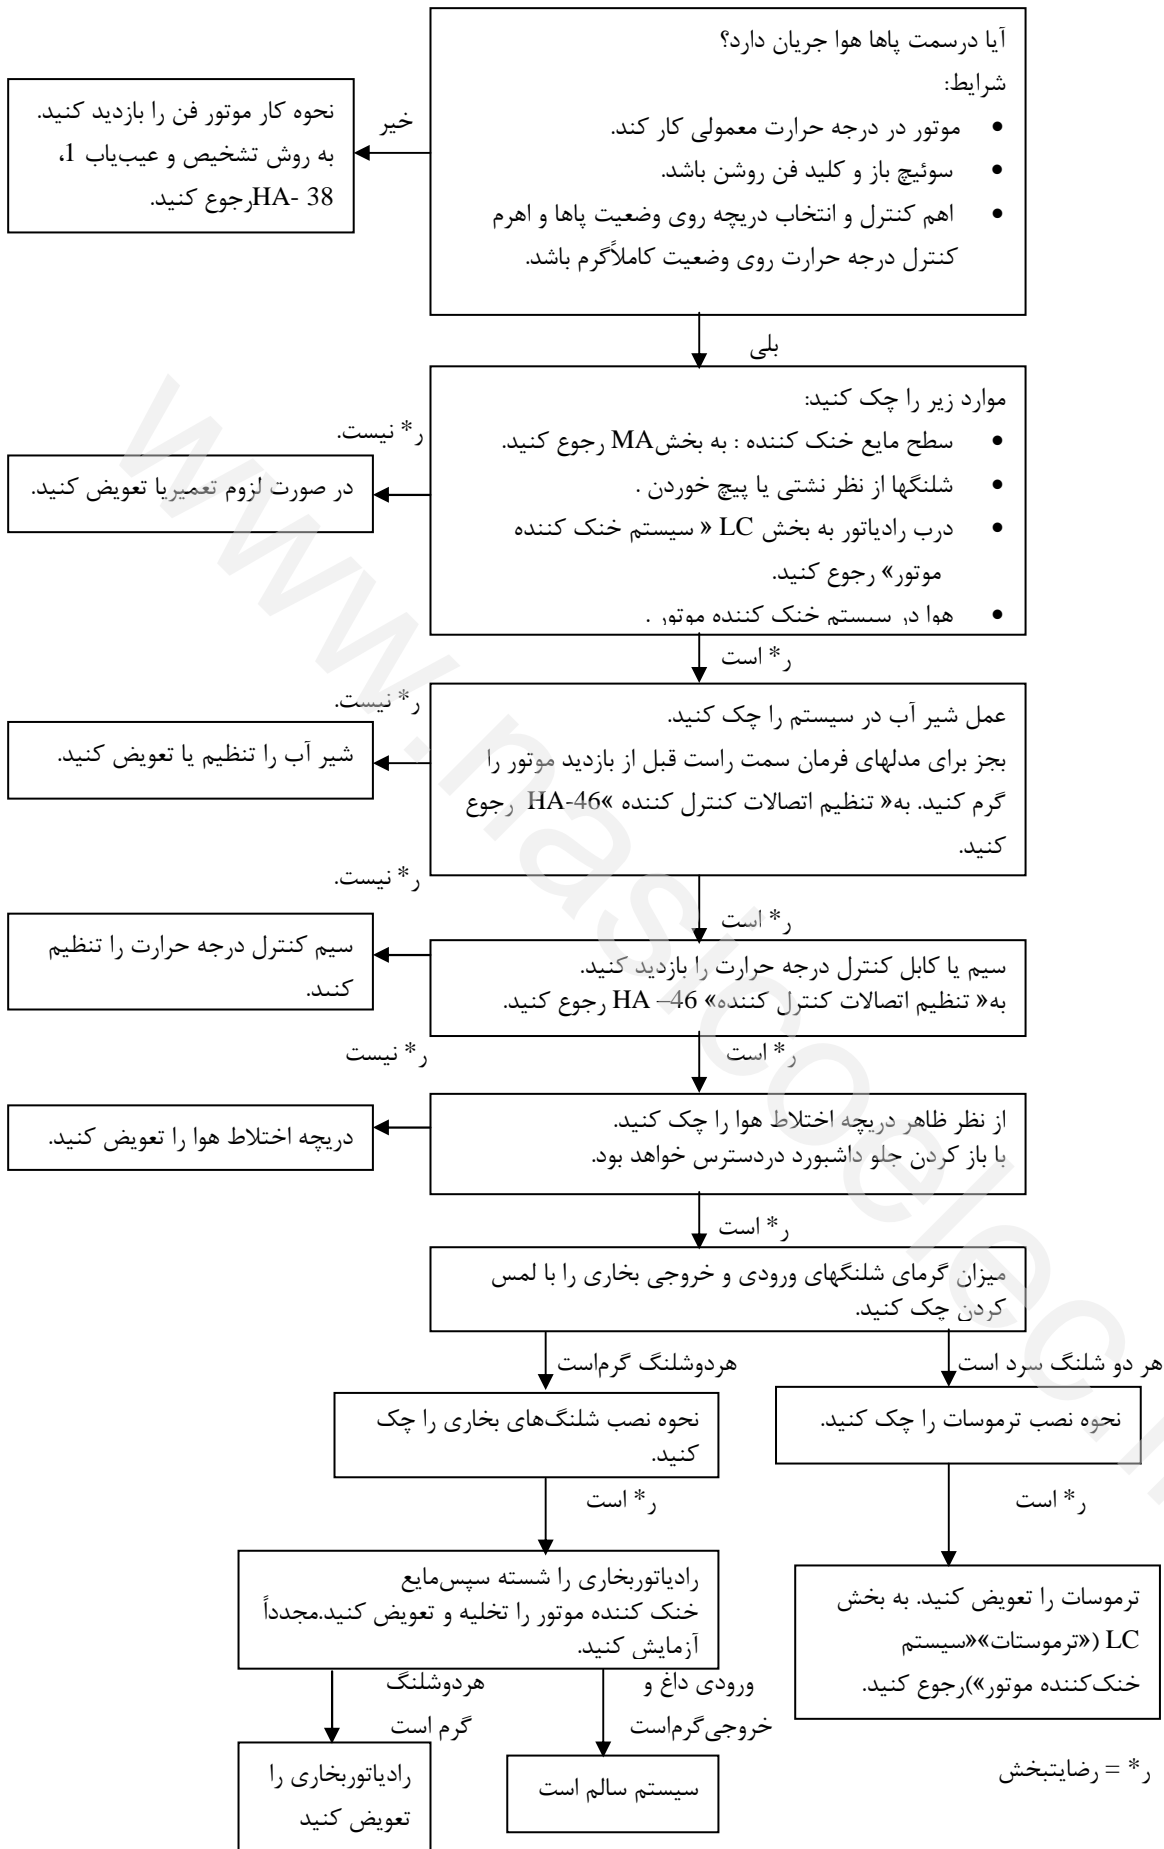 آیا درسمت پاها هوا جریان دارد؟
شرایط:
• موتور در درجه حرارت معمولی کار کند.
• سوئیچ باز و کلید فن روشن باشد.
• اهم کنترل و انتخاب دریچه روی وضعیت پاها و اهرم
کنترل درجه حرارت روی وضعیت کاملاًگرم باشد.
خیر
نحوه کار موتور فن را بازدید کنید.
به روش تشخیص و عیب‌یاب 1،
HA- 38رجوع کنید.
بلی
موارد زیر را چک کنید:
• سطح مایع خنک کننده : به بخشMA رجوع کنید.
• شلنگها از نظر نشتی یا پیچ خوردن .
• درب رادیاتور به بخش LC « سیستم خنک کننده
موتور» رجوع کنید.
• هوا در سیستم خنک کننده موتور .
ر* نیست.
در صورت لزوم تعمیریا تعویض کنید.
ر* است
عمل شیر آب در سیستم را چک کنید.
بجز برای مدلهای فرمان سمت راست قبل از بازدید موتور را
گرم کنید. به« تنظیم اتصالات کنترل کننده »HA-46 رجوع
کنید.
ر* نیست.
شیر آب را تنظیم یا تعویض کنید.
ر* است
ر* نیست.
سیم یا کابل کنترل درجه حرارت را بازدید کنید.
به« تنظیم اتصالات کنترل کننده» HA –46 رجوع کنید.
سیم کنترل درجه حرارت را تنظیم
کنید.
ر* است
ر* نیست
از نظر ظاهر دریچه اختلاط هوا را چک کنید.
با باز کردن جلو داشبورد دردسترس خواهد بود.
دریچه اختلاط هوا را تعویض کنید.
ر* است
میزان گرمای شلنگهای ورودی و خروجی بخاری را با لمس
کردن چک کنید.
هر دو شلنگ سرد است
هردوشلنگ گرم‌است
نحوه نصب ترموسات را چک کنید.
نحوه نصب شلنگ‌های بخاری را چک
کنید.
ر* است
ر* است
ترموسات را تعویض کنید. به بخش
LC («ترموستات»«سیستم
خنک‌کننده موتور»)رجوع کنید.
رادیاتوربخاری را شسته سپس‌مایع
خنک کننده موتور را تخلیه و تعویض کنید.مجدداً
آزمایش کنید.
ورودی داغ و
خروجی‌گرم‌است
هردوشلنگ
گرم است
سیستم سالم است
رادیاتوربخاری را
تعویض کنید
ر* = رضایتبخش